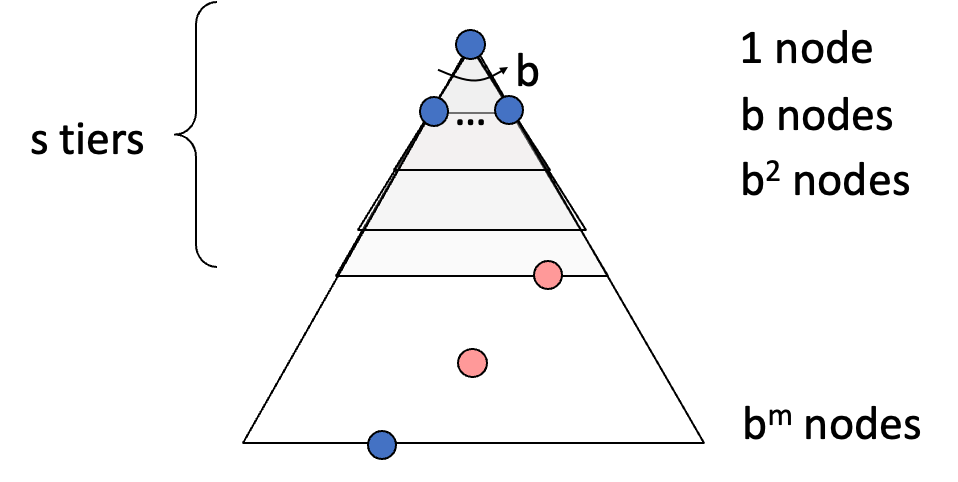 1 node
b
b nodes
...
s tiers
b² nodes
bᵐ nodes